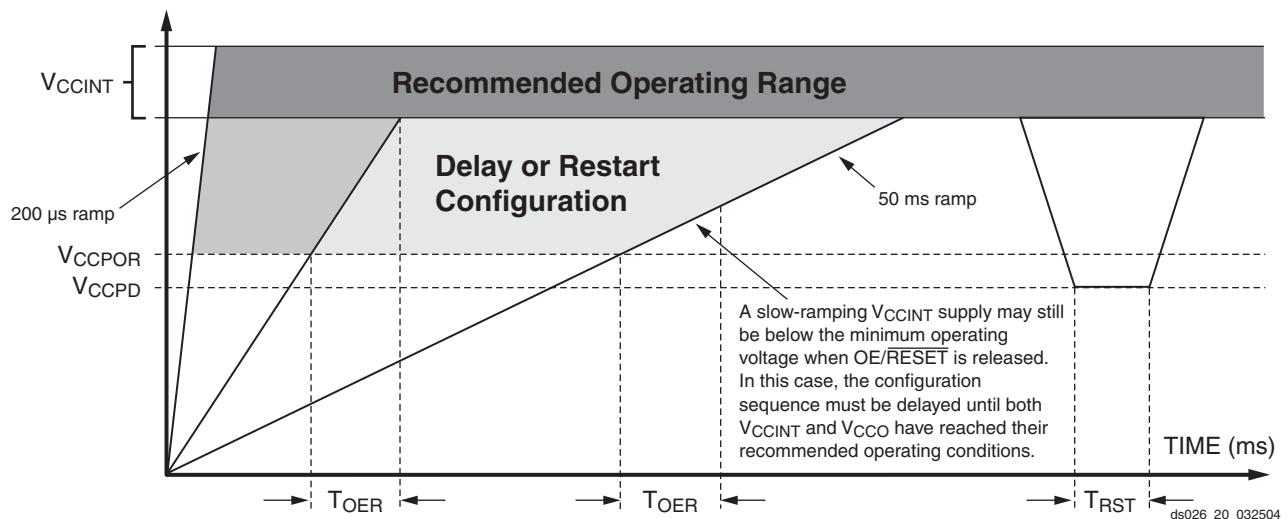 VCCINT
Recommended Operating Range
Delay or Restart
Configuration
200 µs ramp
50 ms ramp
VCCPOR
VCCPD
A slow-ramping VCCINT supply may still
be below the minimum operating
voltage when OE/RESET is released.
In this case, the configuration
sequence must be delayed until both
VCCINT and VCCO have reached their
recommended operating conditions.
TIME (ms)
TOER
TOER
TRST
ds026_20_032504